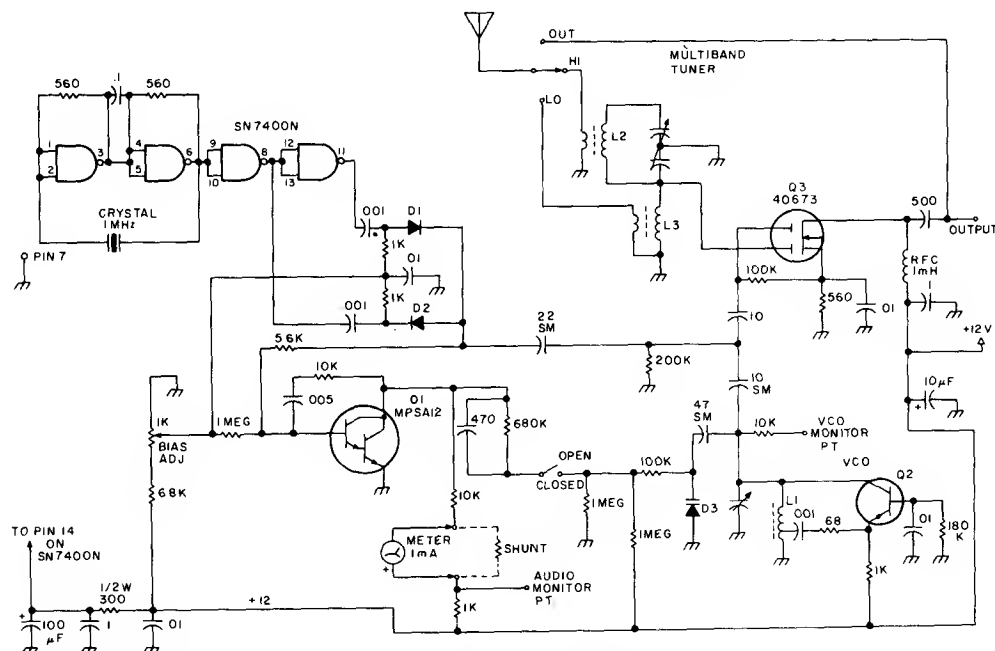 OUT
MULTIBAND
TUNER
HI
LO
L2
L3
560
.1
560
SN7400N
1
2
3
4
5
6
9
10
8
12
13
11
CRYSTAL
1MHz
PIN 7
001
D1
1K
01
1K
001
D2
Q3
40673
500
OUTPUT
100K
RFC
1mH
560
01
1
+12V
10
22
SM
200K
10
SM
10µF
+
56K
10K
005
01
MPSA12
1K
BIAS
ADJ
1MEG
68K
470
680K
OPEN
CLOSED
47
SM
10K
VCO
MONITOR
PT
100K
D3
VCO
Q2
L1
001
68
01
180
K
1MEG
1MEG
1K
10K
METER
1mA
+
SHUNT
AUDIO
MONITOR
PT
1K
TO PIN 14
ON
SN7400N
1/2W
300
+12
+
100
µF
1
01